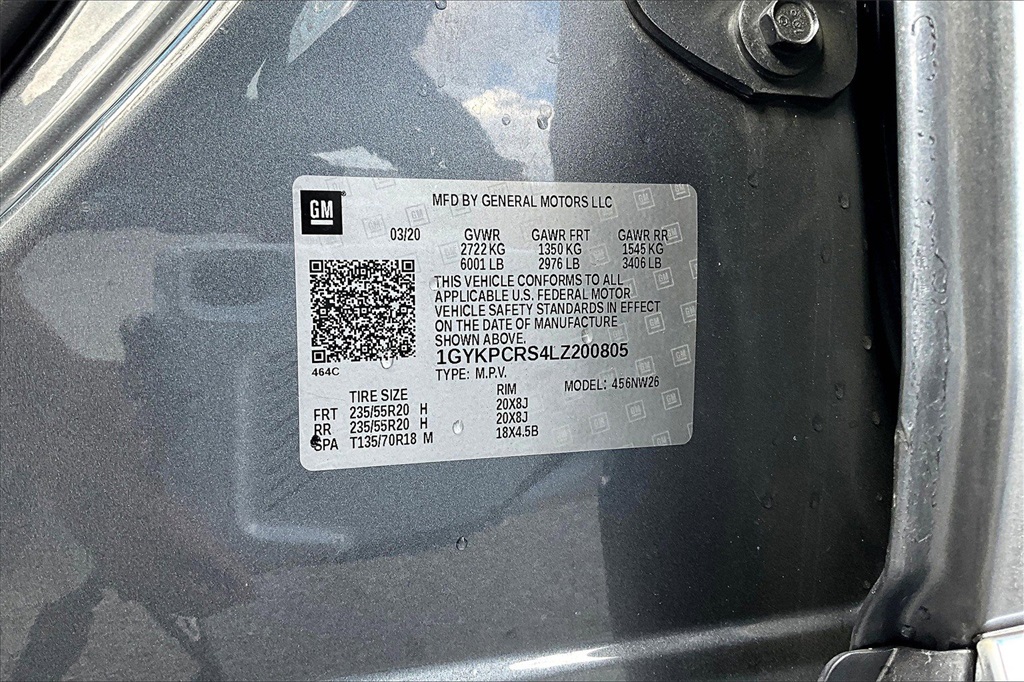 GM
MFD BY GENERAL MOTORS LLC
03/20 GVWR GAWR FRT GAWR RR
2722 KG 1350 KG 1545 KG
6001 LB 2976 LB 3406 LB
THIS VEHICLE CONFORMS TO ALL
APPLICABLE U.S. FEDERAL MOTOR
VEHICLE SAFETY STANDARDS IN EFFECT
ON THE DATE OF MANUFACTURE
SHOWN ABOVE.
1GYKPCRS4LZ200805
464C
TYPE: M.P.V. MODEL: 456NW26
TIRE SIZE RIM
FRT 235/55R20 H 20X8J
RR 235/55R20 H 20X8J
SPA T135/70R18 M 18X4.5B